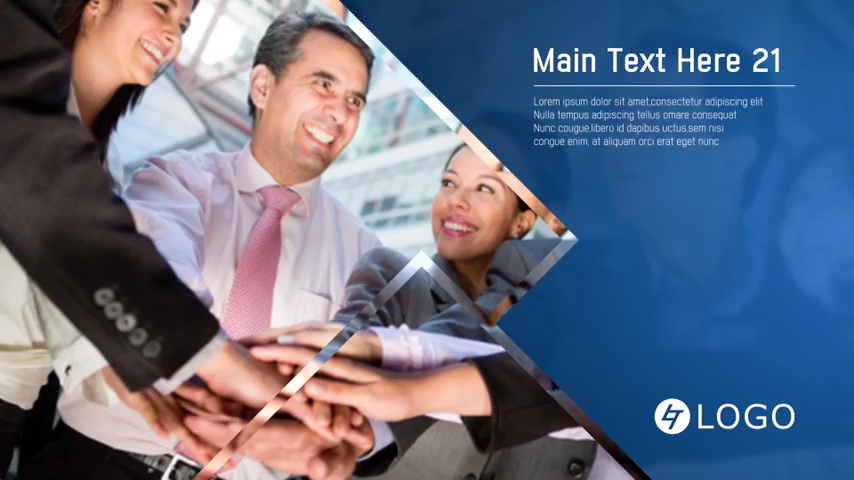 Main Text Here 21
Lorem ipsum dolor sit amet,consectetur adipiscing elit
Nulla tempus adipiscing tellus ornare consequat
Nunc cougue,libero id dapibus uctus,sem nisi
congue enim, at aliquam orci erat eget nunc
LOGO